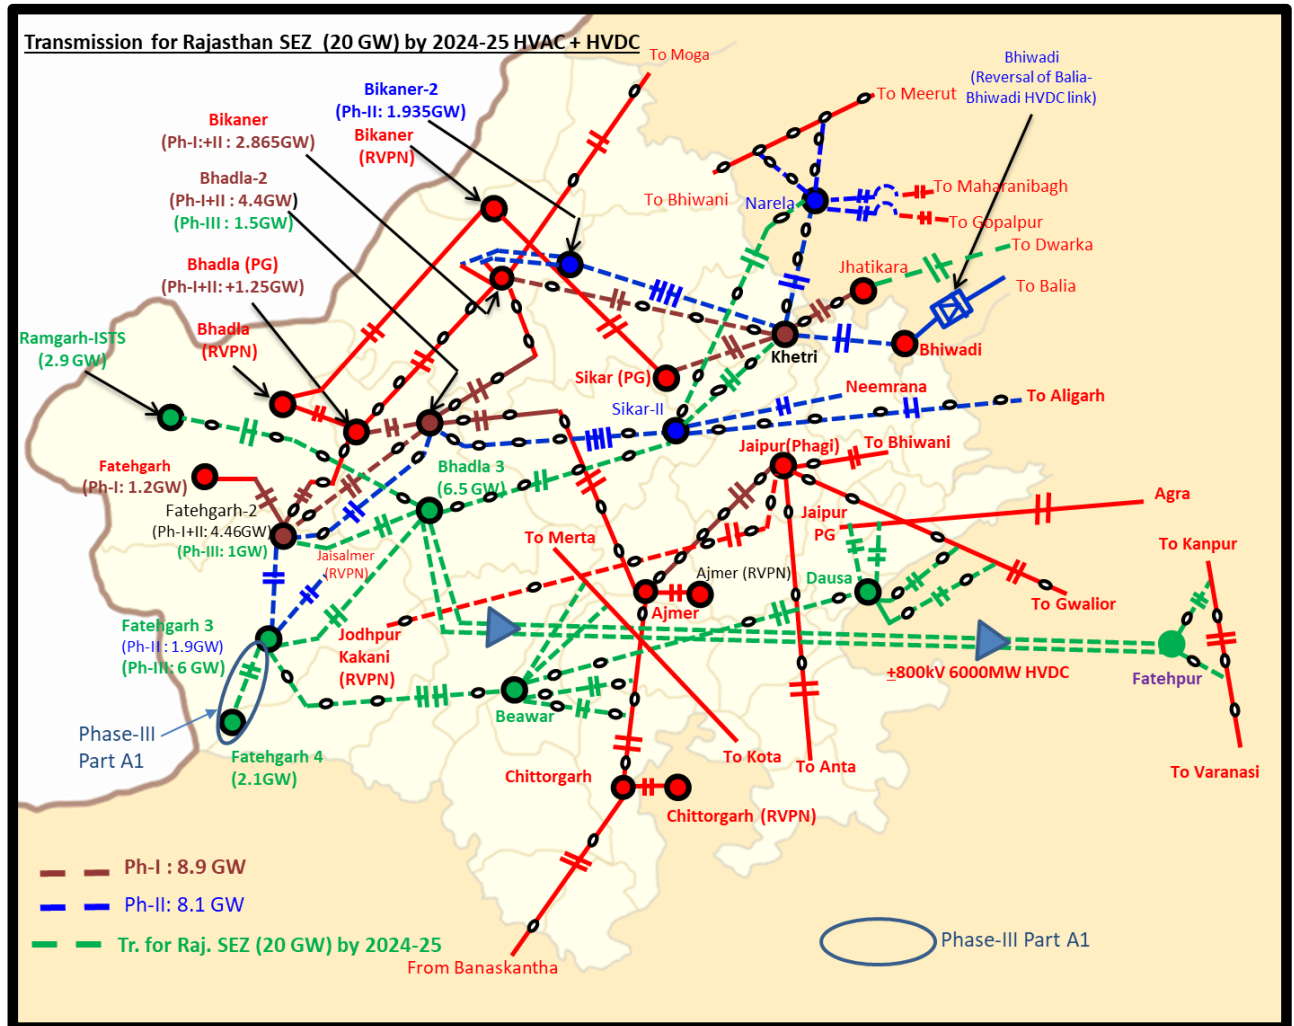 Transmission for Rajasthan SEZ (20 GW) by 2024-25 HVAC + HVDC
To Moga
Bhiwadi
(Reversal of Balia-
Bhiwadi HVDC link)
Bikaner-2
(Ph-II: 1.935GW)
To Meerut
Bikaner
(Ph-I:+II : 2.865GW)
Bikaner
(RVPN)
Bhadla-2
(Ph-I+II : 4.4GW)
(Ph-III : 1.5GW)
To Bhiwani
Narela
To Maharanibagh
To Gopalpur
To Dwarka
Bhadla (PG)
(Ph-I+II: +1.25GW)
Jhatikara
To Balia
Ramgarh-ISTS
(2.9 GW)
Bhadla
(RVPN)
Khetri
Bhiwadi
Sikar (PG)
Neemrana
To Aligarh
Sikar-II
Jaipur(Phagi)
To Bhiwani
Fatehgarh
(Ph-I: 1.2GW)
Bhadla 3
(6.5 GW)
Agra
Fatehgarh-2
(Ph-I+II: 4.46GW)
(Ph-III: 1GW)
Jaipur
PG
To Merta
To Kanpur
Jaisalmer
(RVPN)
Ajmer (RVPN)
Dausa
Ajmer
To Gwalior
Fatehgarh 3
(Ph-II : 1.9GW)
(Ph-III: 6 GW)
Jodhpur
Kakani
(RVPN)
+800kV 6000MW HVDC
Fatehpur
Beawar
Phase-III
Part A1
Fatehgarh 4
(2.1GW)
To Kota
To Anta
To Varanasi
Chittorgarh
Chittorgarh (RVPN)
Ph-I : 8.9 GW
Ph-II: 8.1 GW
Tr. for Raj. SEZ (20 GW) by 2024-25
Phase-III Part A1
From Banaskantha